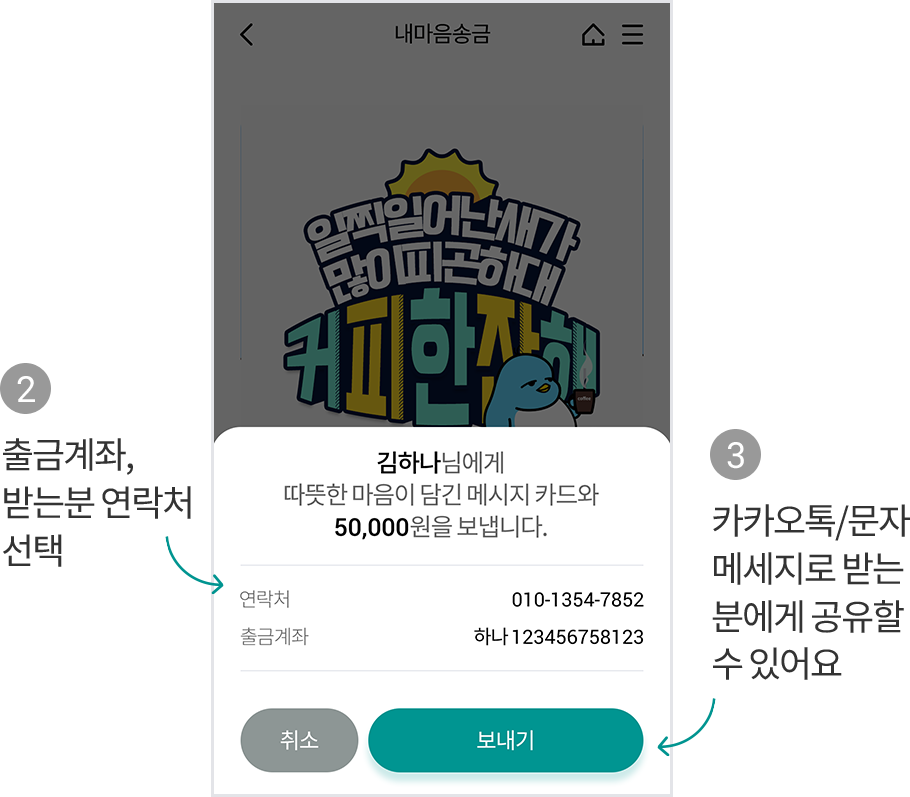 내마음송금
일찍일어난새가
많이피곤하대
커피한잔해
coffee
2
출금계좌,
받는분 연락처
선택
김하나님에게
따뜻한 마음이 담긴 메시지 카드와
50,000원을 보냅니다.
연락처 010-1354-7852
출금계좌 하나 123456758123
취소 보내기
3
카카오톡/문자
메세지로 받는
분에게 공유할
수 있어요